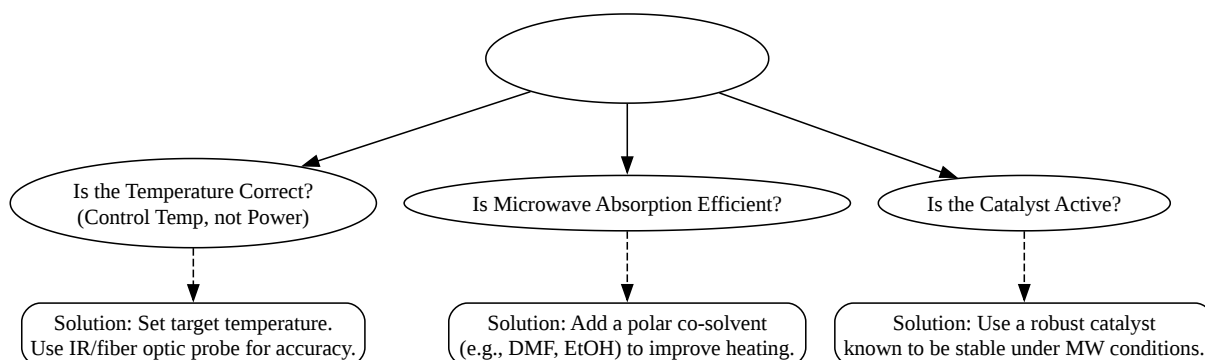 Is the Temperature Correct?
(Control Temp, not Power)
Is Microwave Absorption Efficient?
Is the Catalyst Active?
Solution: Set target temperature.
Use IR/fiber optic probe for accuracy.
Solution: Add a polar co-solvent
(e.g., DMF, EtOH) to improve heating.
Solution: Use a robust catalyst
known to be stable under MW conditions.